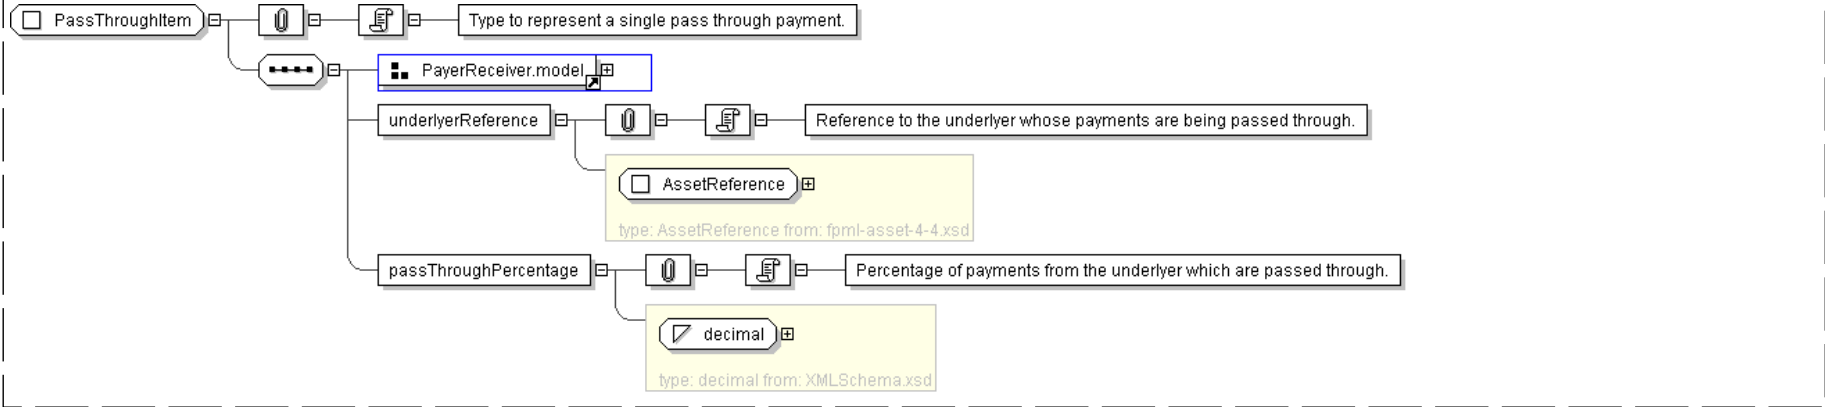 PassThroughItem
Type to represent a single pass through payment.
PayerReceiver.model
underlyerReference
Reference to the underlyer whose payments are being passed through.
AssetReference
type: AssetReference from: fpml-asset-4-4.xsd
passThroughPercentage
Percentage of payments from the underlyer which are passed through.
decimal
type: decimal from: XMLSchema.xsd